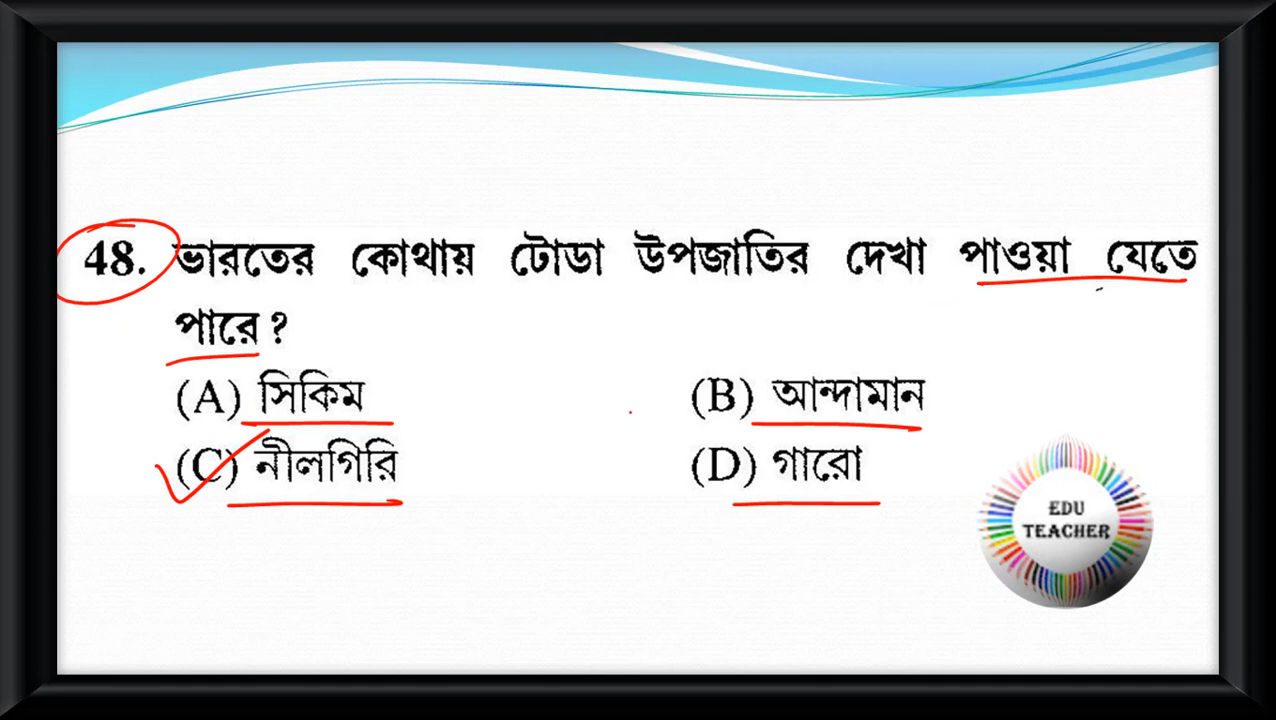 48. ভারতের কোথায় টোডা উপজাতির দেখা পাওয়া যেতে
পারে ?
(A) সিকিম (B) আন্দামান
(C) নীলগিরি (D) গারো
EDU
TEACHER